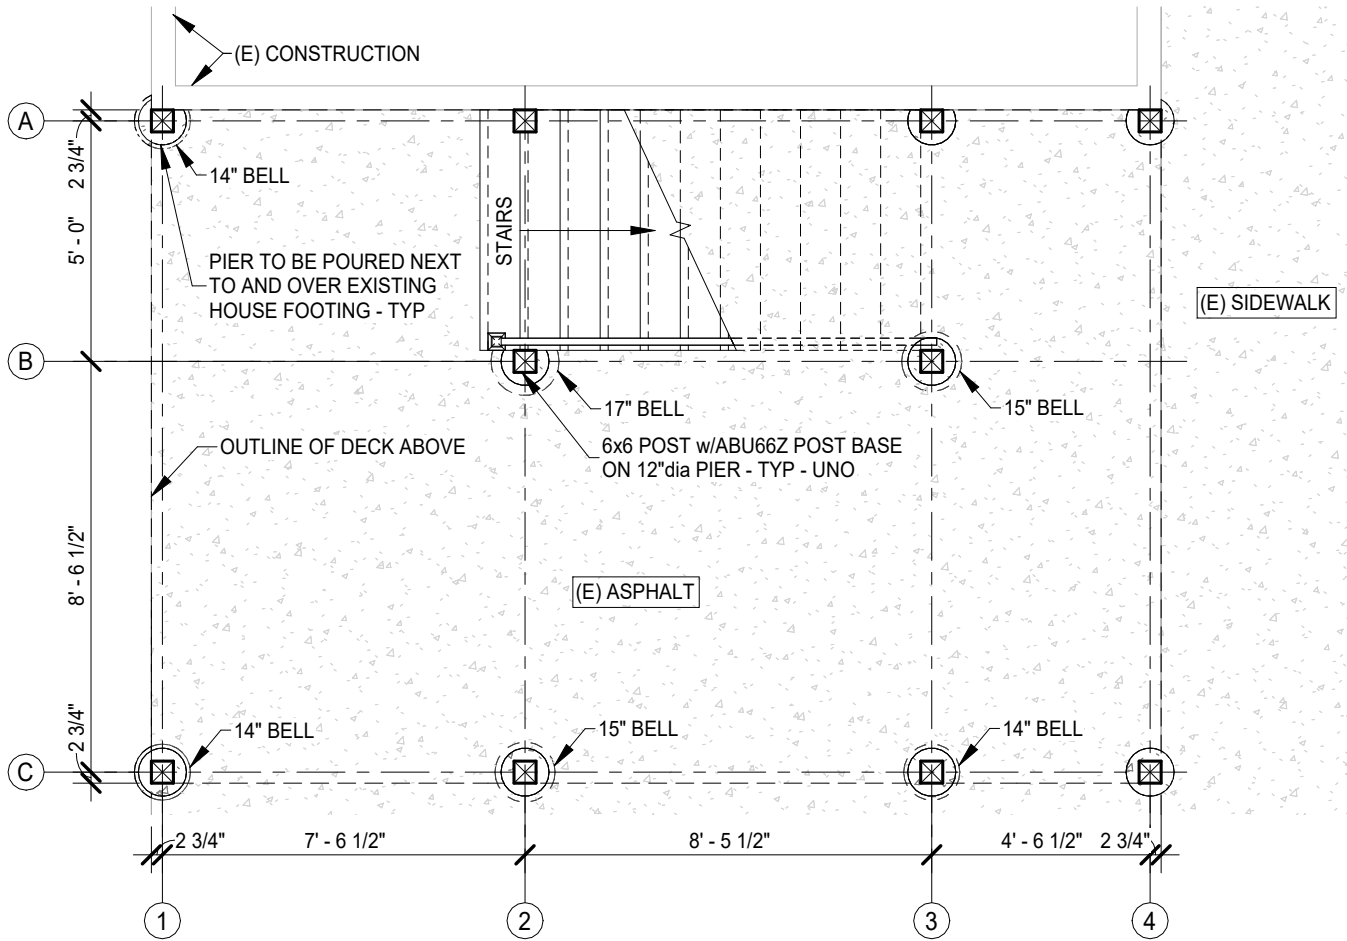 (E) CONSTRUCTION
A
2 3/4"
14" BELL
5' - 0"
STAIRS
PIER TO BE POURED NEXT
TO AND OVER EXISTING
HOUSE FOOTING - TYP
(E) SIDEWALK
B
17" BELL
15" BELL
OUTLINE OF DECK ABOVE
6x6 POST w/ABU66Z POST BASE
ON 12"dia PIER - TYP - UNO
8' - 6 1/2"
(E) ASPHALT
2 3/4"
14" BELL
15" BELL
14" BELL
C
2 3/4"
7' - 6 1/2"
8' - 5 1/2"
4' - 6 1/2"
2 3/4"
1
2
3
4